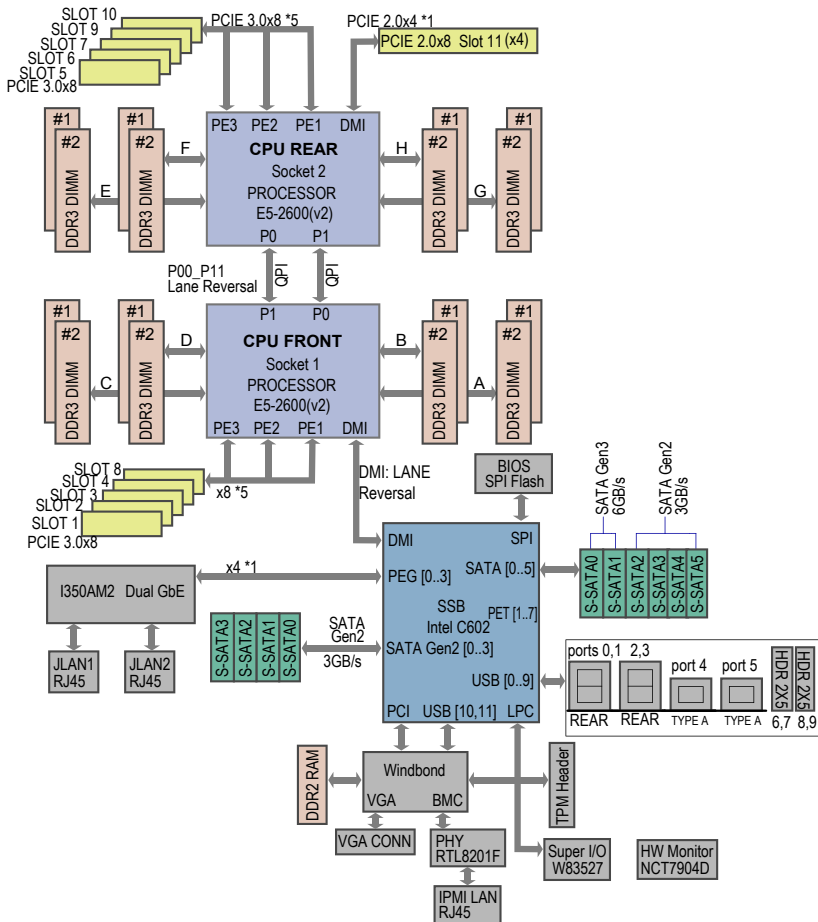 SLOT 10
SLOT 9
SLOT 7
SLOT 6
SLOT 5
PCIE 3.0x8
PCIE 3.0x8 *5
PCIE 2.0x4 *1
PCIE 2.0x8 Slot 11 (x4)
#1
#2
DDR3 DIMM
#1
#2
DDR3 DIMM
E
F
PE3 PE2 PE1 DMI
CPU REAR
Socket 2
PROCESSOR
E5-2600(v2)
P0 P1
H
G
#1
#2
DDR3 DIMM
#1
#2
DDR3 DIMM
P00_P11
Lane Reversal
QPI
QPI
#1
#2
DDR3 DIMM
#1
#2
DDR3 DIMM
C
D
P1 P0
CPU FRONT
Socket 1
PROCESSOR
E5-2600(v2)
PE3 PE2 PE1 DMI
B
A
#1
#2
DDR3 DIMM
#1
#2
DDR3 DIMM
SLOT 8
SLOT 4
SLOT 3
SLOT 2
SLOT 1
PCIE 3.0x8
x8 *5
DMI: LANE
Reversal
BIOS
SPI Flash
SATA Gen3
6GB/s
SATA Gen2
3GB/s
DMI
SPI
SATA [0..5]
PEG [0..3]
SSB
Intel C602
PET [1..7]
SATA Gen2 [0..3]
USB [0..9]
PCI USB [10,11] LPC
S-SATA0
S-SATA1
S-SATA2
S-SATA3
S-SATA4
S-SATA5
x4 *1
I350AM2 Dual GbE
JLAN1
RJ45
JLAN2
RJ45
S-SATA3
S-SATA2
S-SATA1
S-SATA0
SATA
Gen2
3GB/s
ports 0,1 2,3 port 4 port 5
HDR 2X5
HDR 2X5
REAR REAR TYPE A TYPE A 6,7 8,9
DDR2 RAM
Windbond
VGA BMC
TPM Header
VGA CONN
PHY
RTL8201F
IPMI LAN
RJ45
Super I/O
W83527
HW Monitor
NCT7904D